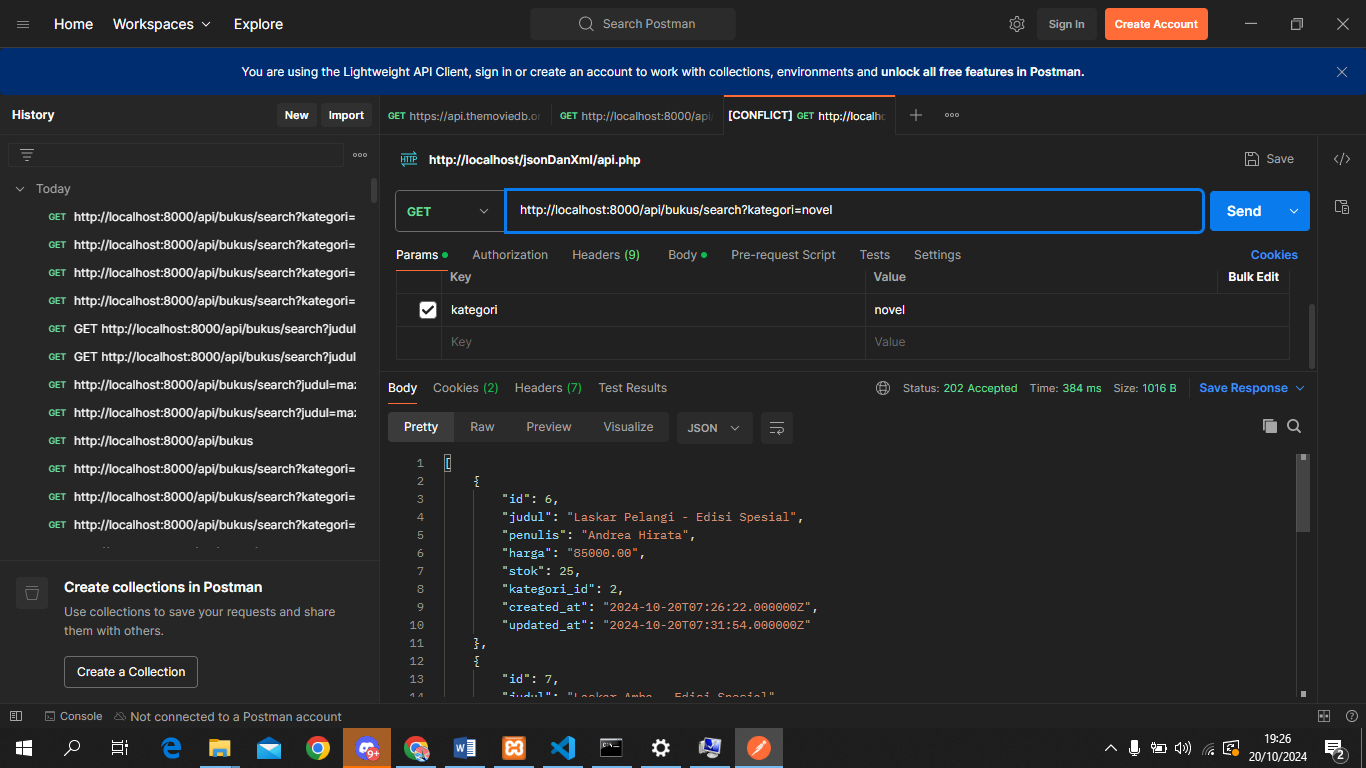 Home Workspaces Explore Search Postman Sign In Create Account
You are using the Lightweight API Client, sign in or create an account to work with collections, environments and unlock all free features in Postman.
History New Import
GET https://api.themoviedb.or GET http://localhost:8000/api/ [CONFLICT] GET http://localho
Today
GET http://localhost:8000/api/bukus/search?kategori=
GET http://localhost:8000/api/bukus/search?kategori=
GET http://localhost:8000/api/bukus/search?kategori=
GET http://localhost:8000/api/bukus/search?kategori=
GET GET http://localhost:8000/api/bukus/search?judul
GET GET http://localhost:8000/api/bukus/search?judul
GET http://localhost:8000/api/bukus/search?judul=ma
GET http://localhost:8000/api/bukus/search?judul=ma
GET http://localhost:8000/api/bukus
GET http://localhost:8000/api/bukus/search?kategori=
GET http://localhost:8000/api/bukus/search?kategori=
GET http://localhost:8000/api/bukus/search?kategori=
Create collections in Postman
Use collections to save your requests and share
them with others.
Create a Collection
HTTP http://localhost/jsonDanXml/api.php Save
GET http://localhost:8000/api/bukus/search?kategori=novel Send
Params Authorization Headers (9) Body Pre-request Script Tests Settings Cookies
Key Value Bulk Edit
kategori novel
Key Value
Body Cookies (2) Headers (7) Test Results Status: 202 Accepted Time: 384 ms Size: 1016 B Save Response
Pretty Raw Preview Visualize JSON
1 [
2 {
3 "id": 6,
4 "judul": "Laskar Pelangi - Edisi Spesial",
5 "penulis": "Andrea Hirata",
6 "harga": "85000.00",
7 "stok": 25,
8 "kategori_id": 2,
9 "created_at": "2024-10-20T07:26:22.000000Z",
10 "updated_at": "2024-10-20T07:31:54.000000Z"
11 },
12 {
13 "id": 7,
14 "judul": "Laskar Amba - Edisi Spesial"
Console Not connected to a Postman account
9+
19:26
20/10/2024
2